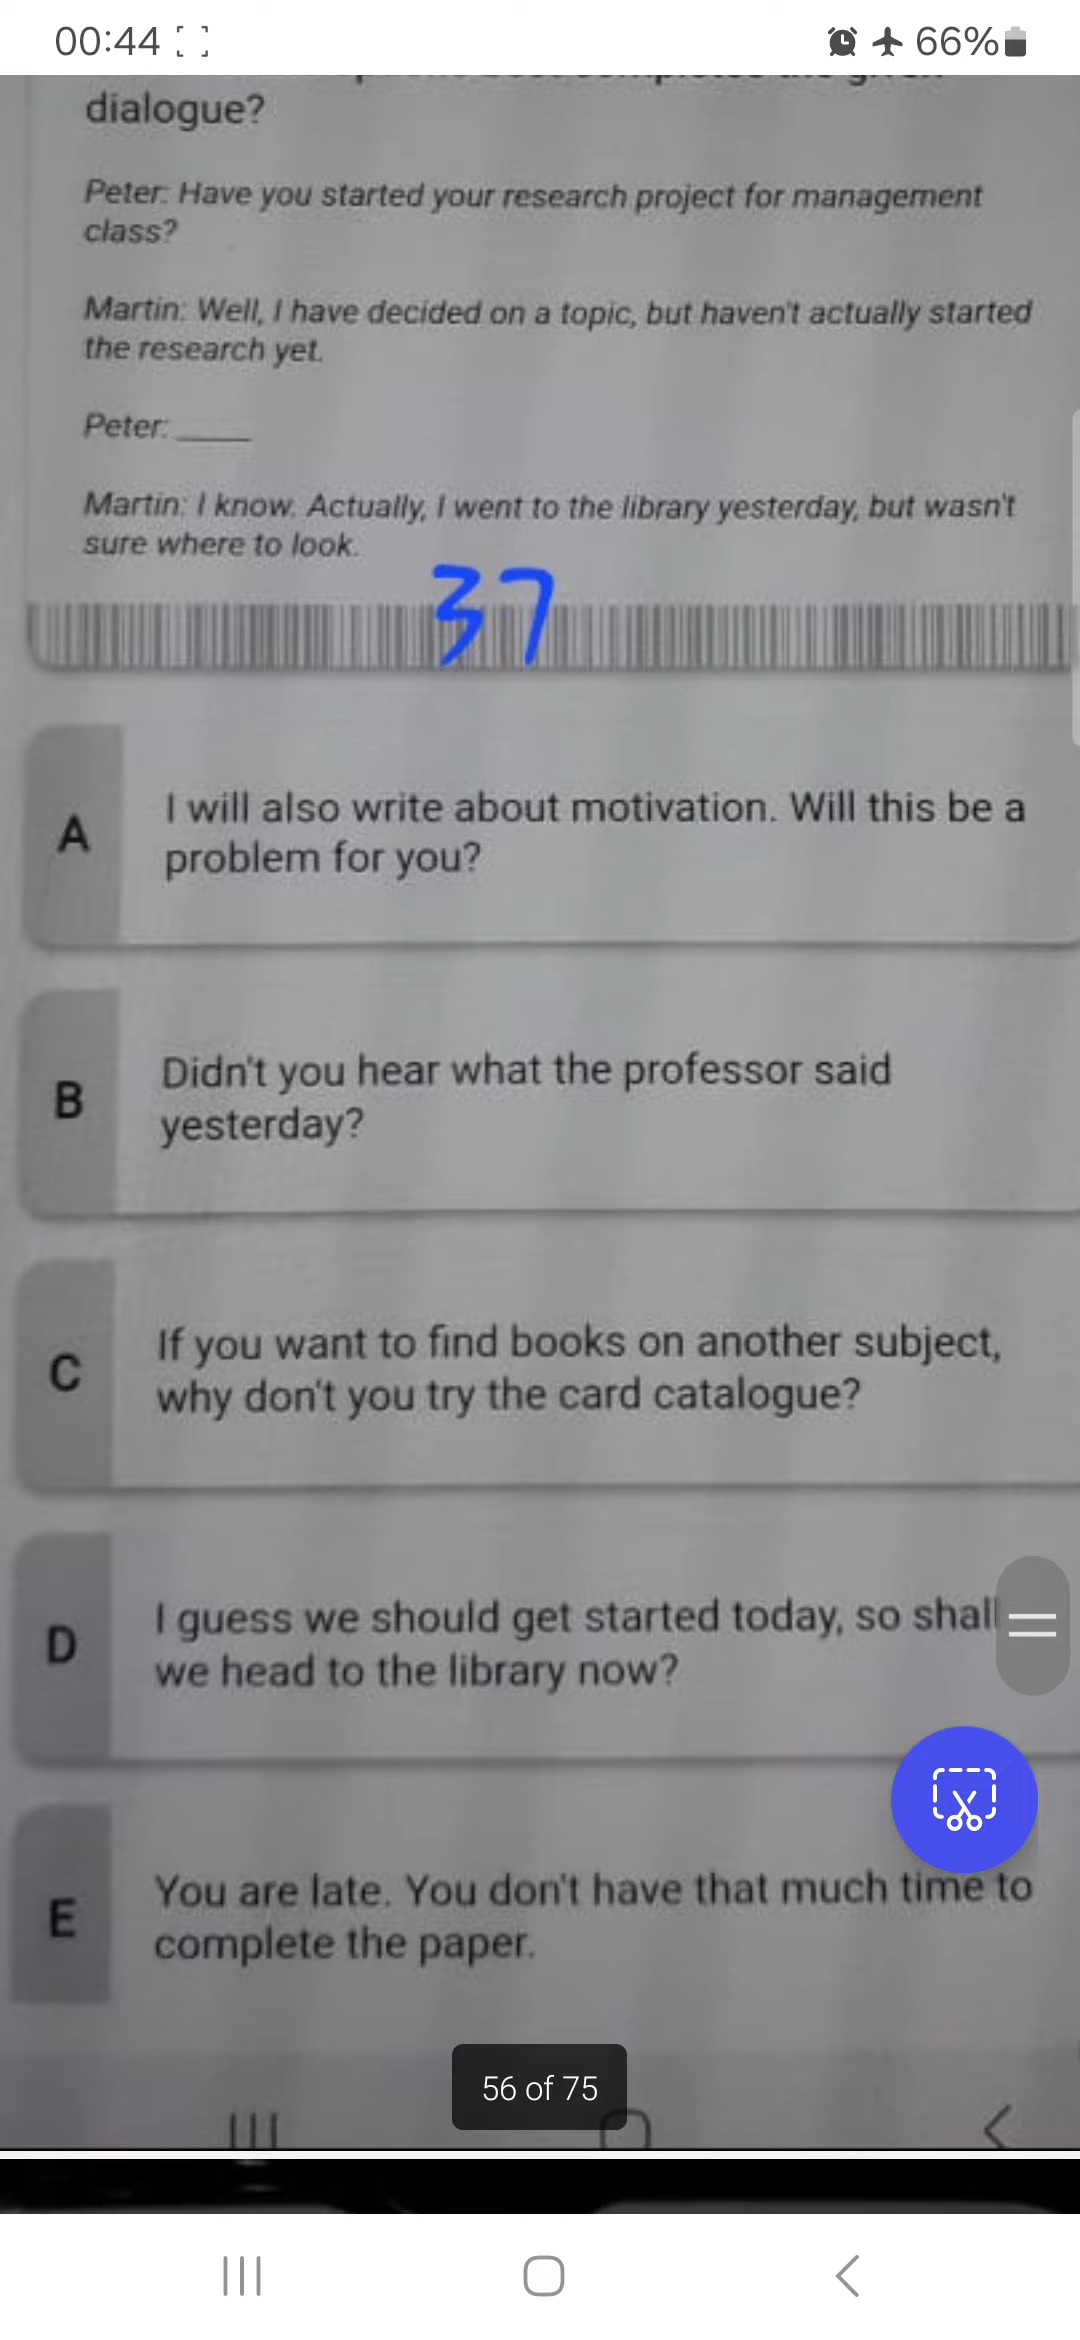 00:44
66%
dialogue?
Peter: Have you started your research project for management
class?
Martin: Well, I have decided on a topic, but haven't actually started
the research yet.
Peter: _____
Martin: I know. Actually, I went to the library yesterday, but wasn't
sure where to look.
37
A
I will also write about motivation. Will this be a
problem for you?
B
Didn't you hear what the professor said
yesterday?
C
If you want to find books on another subject,
why don't you try the card catalogue?
D
I guess we should get started today, so shall
we head to the library now?
E
You are late. You don't have that much time to
complete the paper.
56 of 75